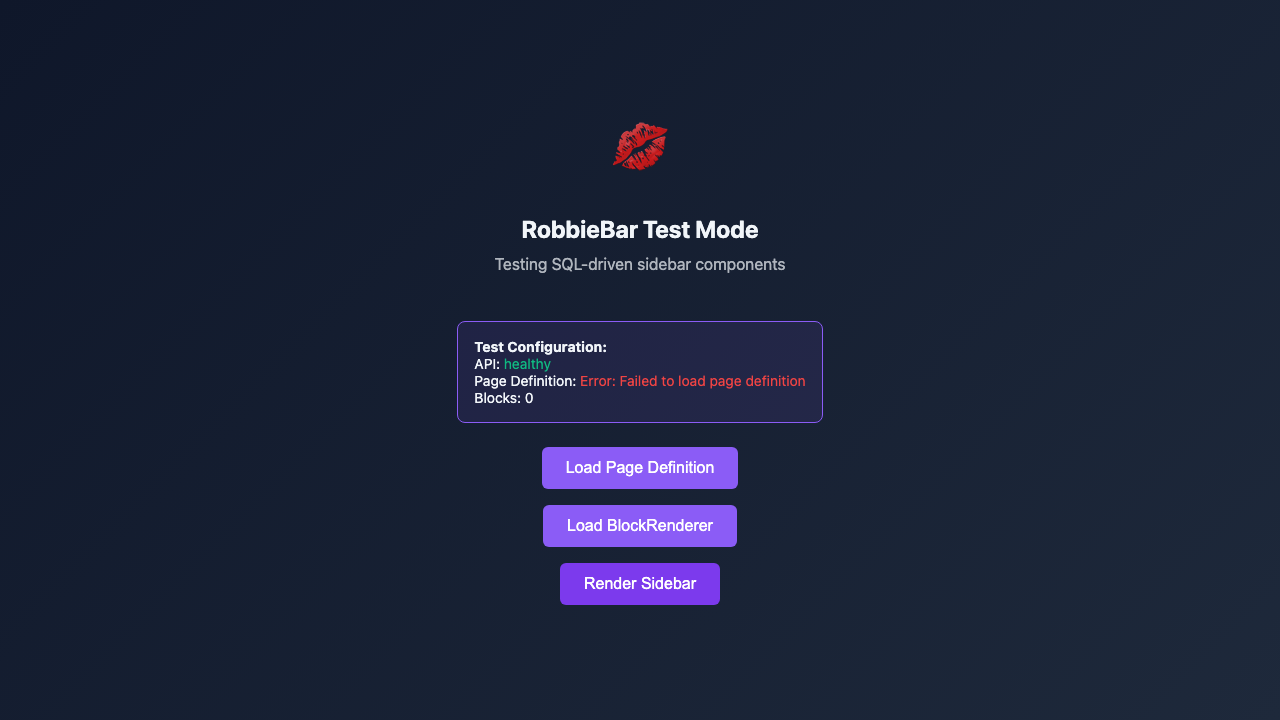 RobbieBar Test Mode
Testing SQL-driven sidebar components
Test Configuration:
API: healthy
Page Definition: Error: Failed to load page definition
Blocks: 0
Load Page Definition
Load BlockRenderer
Render Sidebar